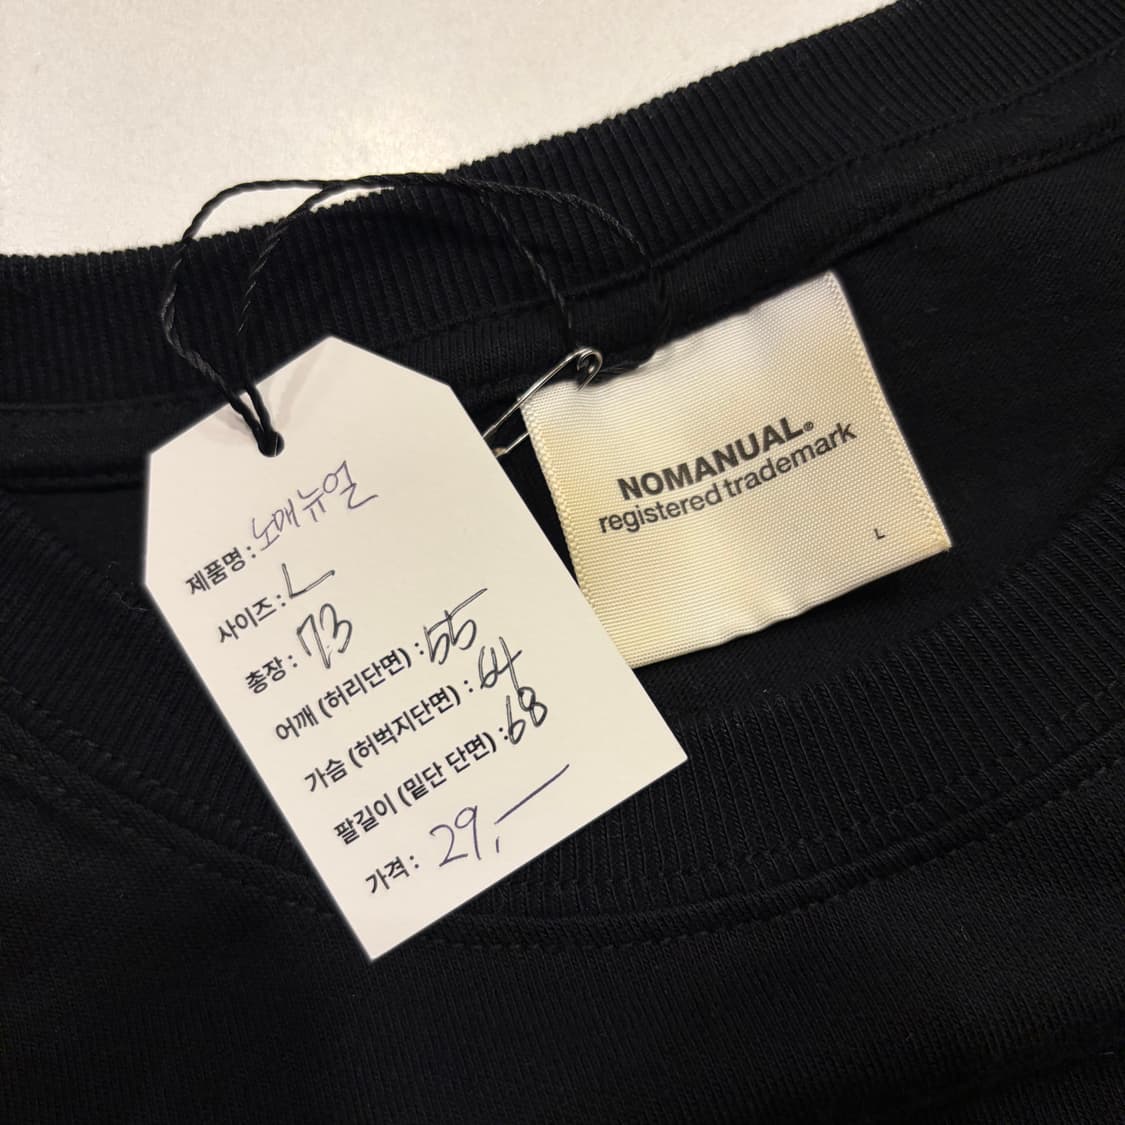 제품명 : 노매뉴얼
사이즈 : L
총장 : 73
어깨 (허리단면) : 55
가슴 (허벅지단면) : 64
팔길이 (밑단 단면) : 68
가격 : 29,—
NOMANUAL®
registered trademark
L